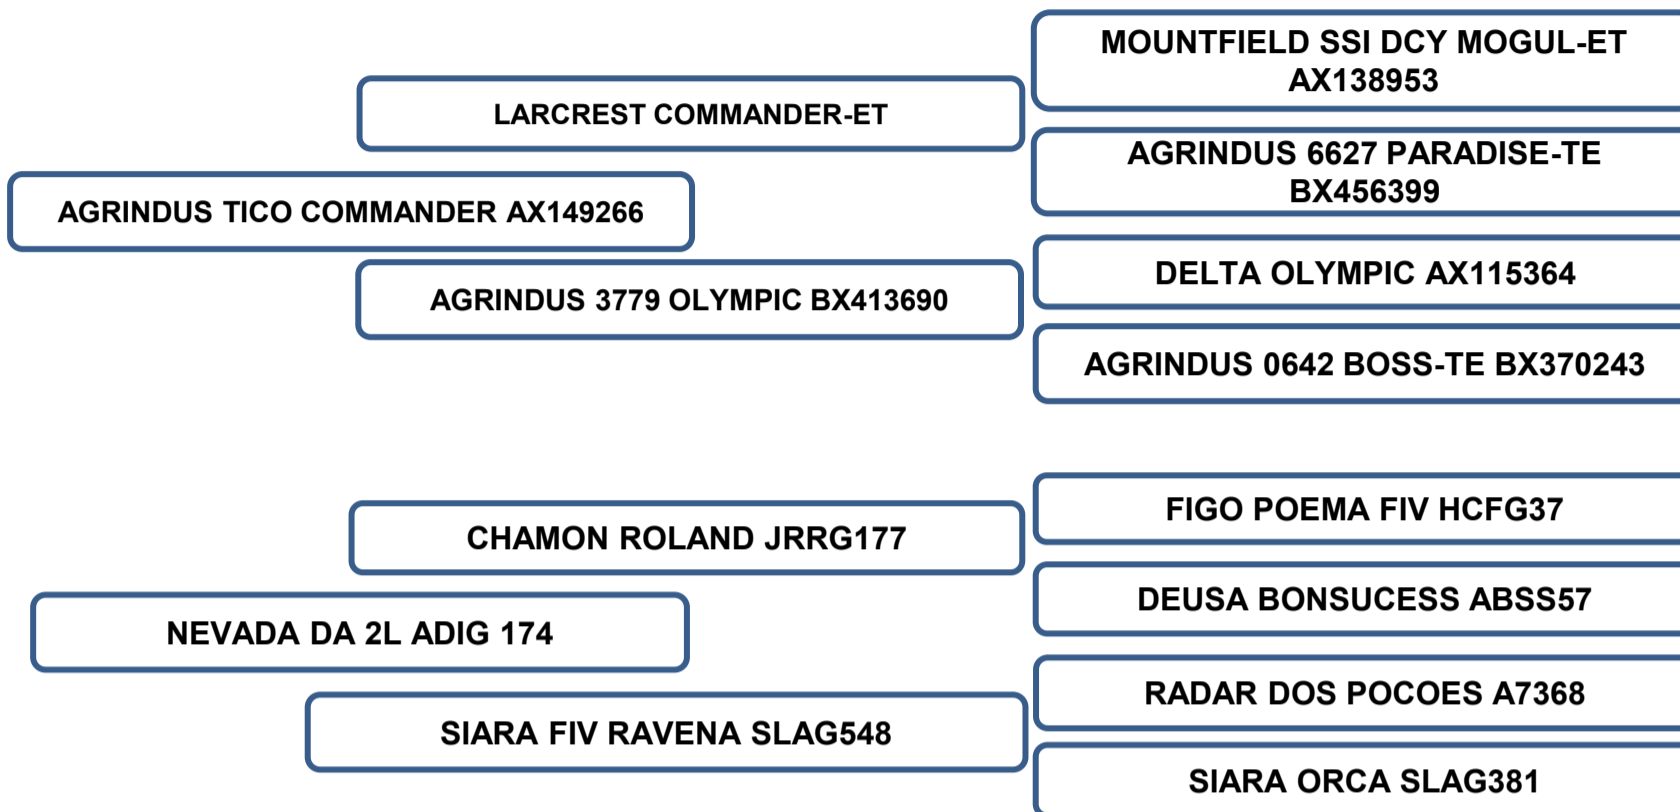 MOUNTFIELD SSI DCY MOGUL-ET
AX138953
LARCREST COMMANDER-ET
AGRINDUS 6627 PARADISE-TE
BX456399
AGRINDUS TICO COMMANDER AX149266
DELTA OLYMPIC AX115364
AGRINDUS 3779 OLYMPIC BX413690
AGRINDUS 0642 BOSS-TE BX370243
FIGO POEMA FIV HCFG37
CHAMON ROLAND JRRG177
DEUSA BONSUCESS ABSS57
NEVADA DA 2L ADIG 174
RADAR DOS POCOES A7368
SIARA FIV RAVENA SLAG548
SIARA ORCA SLAG381